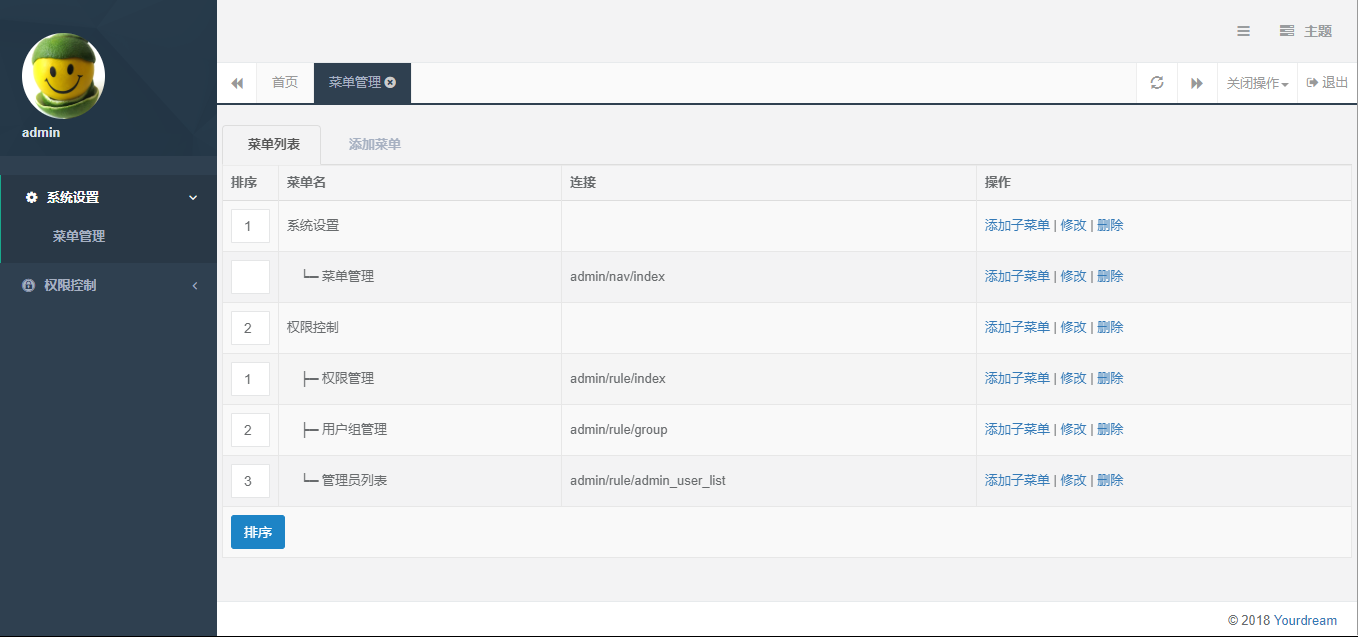 主题
首页
菜单管理
关闭操作
退出
admin
系统设置
菜单管理
权限控制
菜单列表 添加菜单
排序 菜单名 连接 操作
1 系统设置 添加子菜单 | 修改 | 删除
└─ 菜单管理 admin/nav/index 添加子菜单 | 修改 | 删除
2 权限控制 添加子菜单 | 修改 | 删除
1 ├─ 权限管理 admin/rule/index 添加子菜单 | 修改 | 删除
2 ├─ 用户组管理 admin/rule/group 添加子菜单 | 修改 | 删除
3 └─ 管理员列表 admin/rule/admin_user_list 添加子菜单 | 修改 | 删除
排序
© 2018 Yourdream